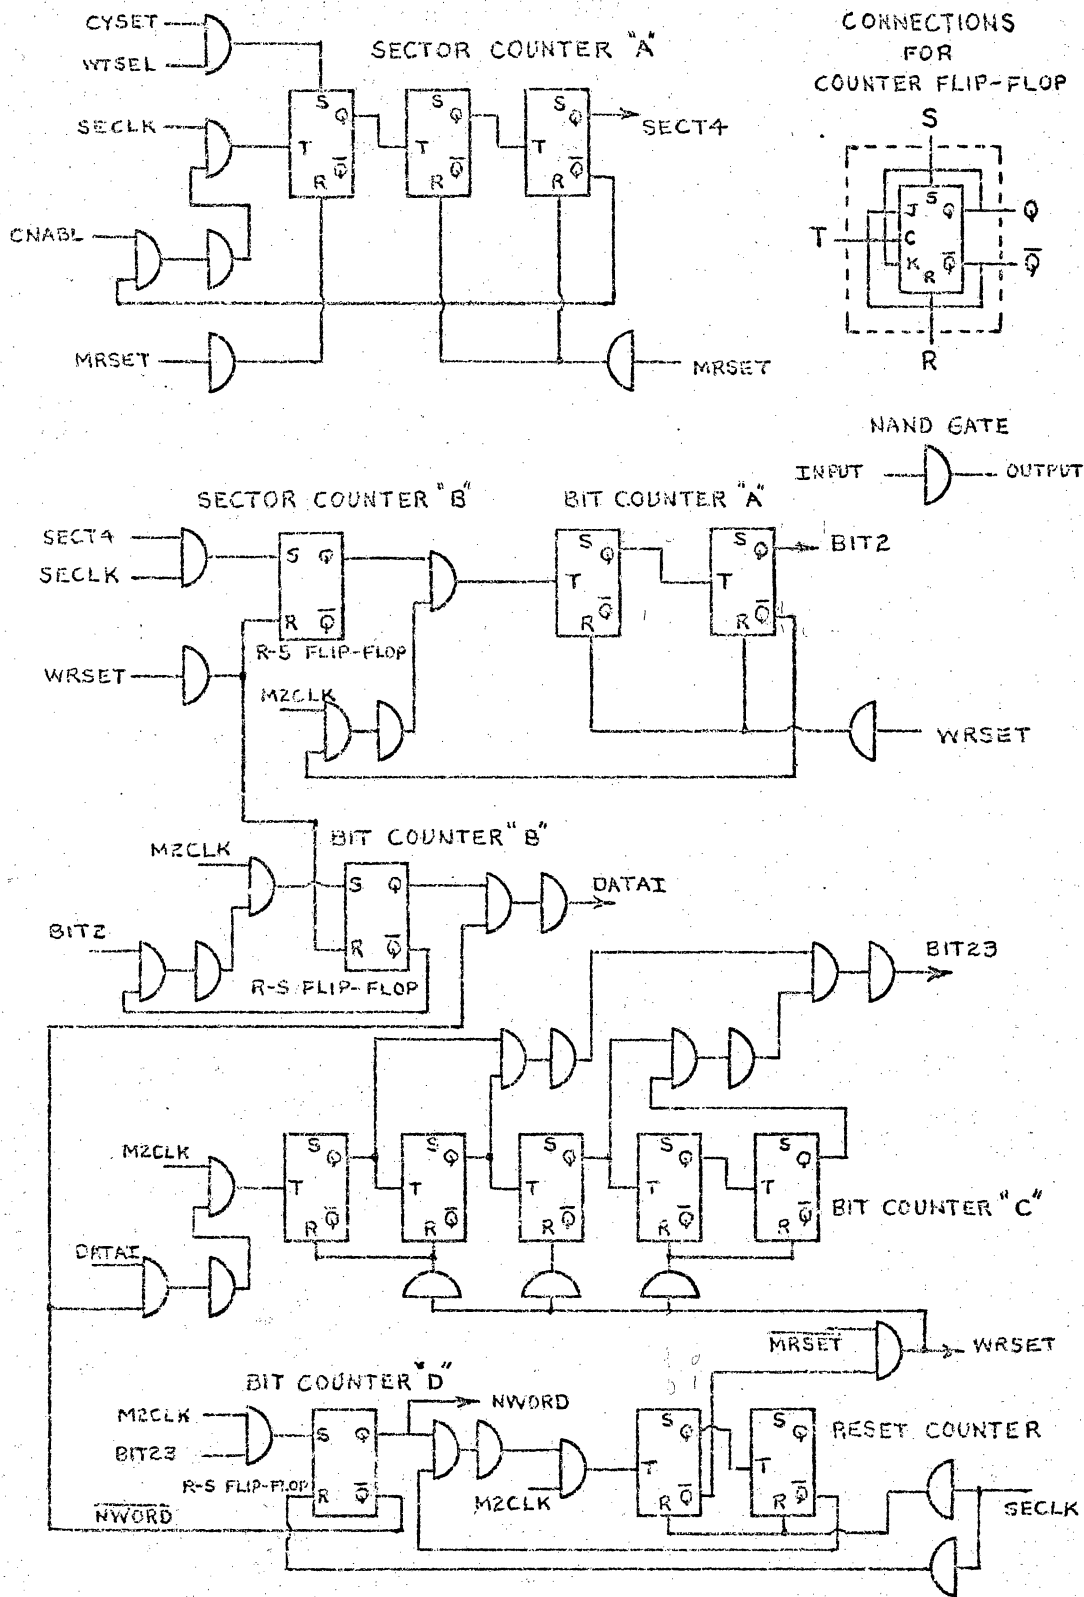 CYSET
WTSEL
SECTOR COUNTER "A"
CONNECTIONS
FOR
COUNTER FLIP-FLOP
SECLK
S Q T R Q̅
S Q R Q̅ T
S Q T R Q̅
SECT4
S
J S Q
C
K R Q̅
T
Q
Q̅
R
CNABL
MRSET
MRSET
NAND GATE
INPUT
OUTPUT
SECTOR COUNTER "B"
BIT COUNTER "A"
SECT4
SECLK
S Q
R Q̅
R-S FLIP-FLOP
S Q T R Q̅
S Q T R Q̅
BIT2
WRSET
M2CLK
WRSET
BIT COUNTER "B"
M2CLK
S Q
R Q̅
R-S FLIP-FLOP
DATAI
BIT2
BIT23
M2CLK
S Q T R Q̅
S Q T R Q̅
S Q T R Q̅
S Q T R Q̅
S Q T R Q̅
BIT COUNTER "C"
DATAI
M̅R̅S̅E̅T̅
WRSET
BIT COUNTER "D"
NWORD
M2CLK
BIT23
S Q
R Q̅
R-S FLIP-FLOP
N̅W̅O̅R̅D̅
M2CLK
S Q T R Q̅
S Q T R Q̅
RESET COUNTER
SECLK